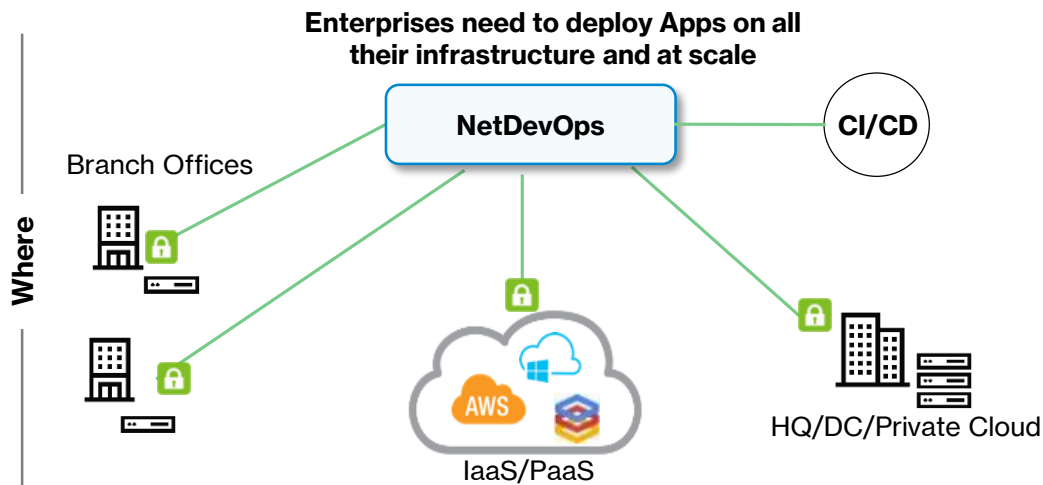 Enterprises need to deploy Apps on all
their infrastructure and at scale
NetDevOps
CI/CD
Branch Offices
Where
AWS
HQ/DC/Private Cloud
IaaS/PaaS